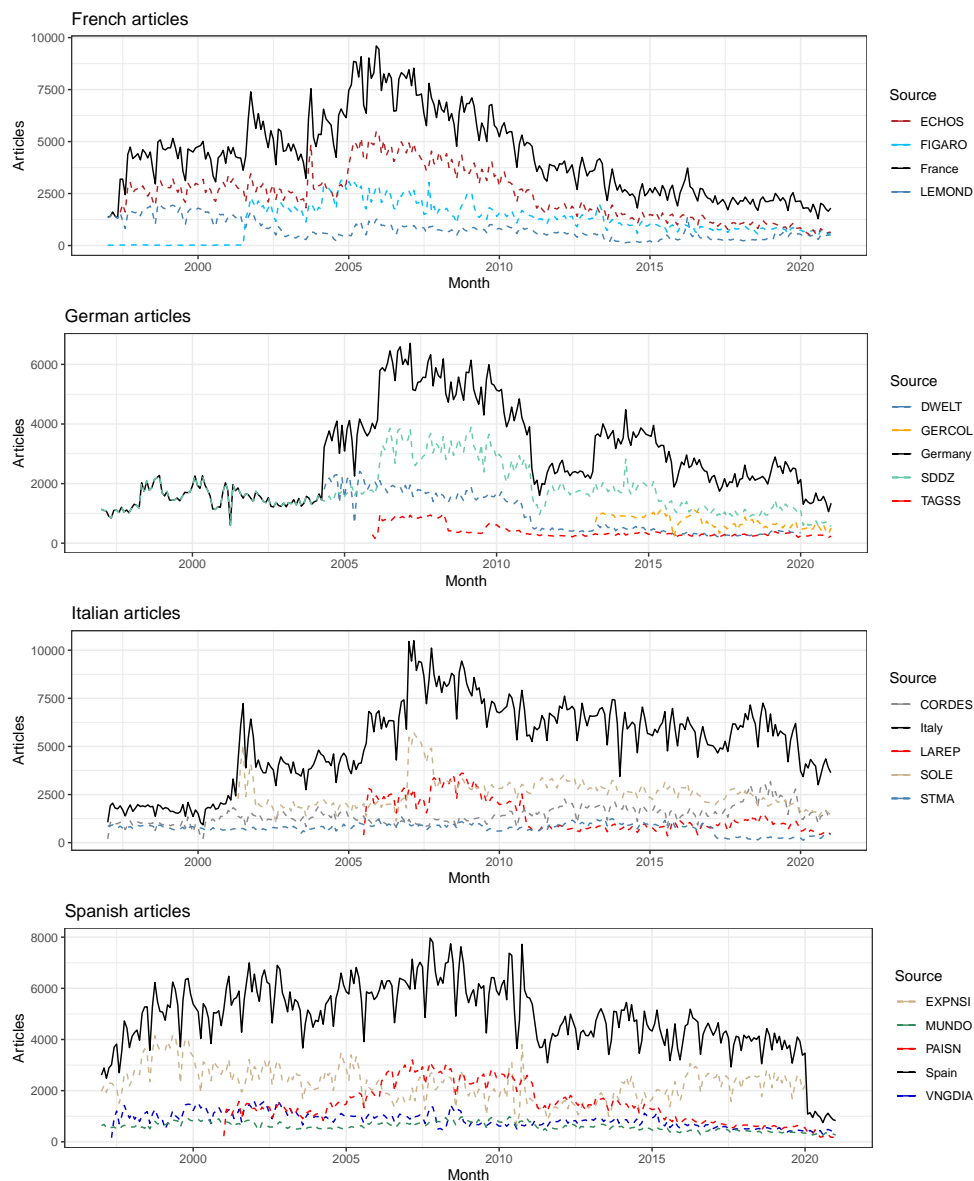 French articles
10000
7500
5000
2500
0
Articles
2000
2005
2010
2015
2020
Month
Source
ECHOS
FIGARO
France
LEMOND
German articles
6000
4000
2000
0
Articles
2000
2005
2010
2015
2020
Month
Source
DWELT
GERCOL
Germany
SDDZ
TAGSS
Italian articles
10000
7500
5000
2500
0
Articles
2000
2005
2010
2015
2020
Month
Source
CORDES
Italy
LAREP
SOLE
STMA
Spanish articles
8000
6000
4000
2000
0
Articles
2000
2005
2010
2015
2020
Month
Source
EXPNSI
MUNDO
PAISN
Spain
VNGDIA